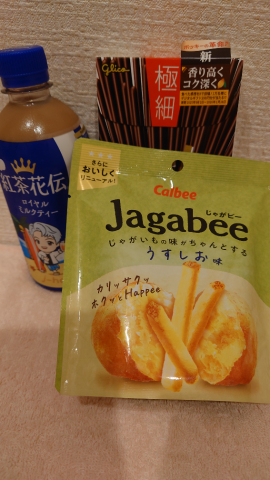 Glico
極細
新
香り高く
コク深く
紅茶花伝
ロイヤル
ミルクティー
さらに
おいしく
リニューアル!
Calbee
じゃがビー
Jagabee
じゃがいもの味がちゃんとする
うすしお味
カリッサクッ
ホクッとHappee